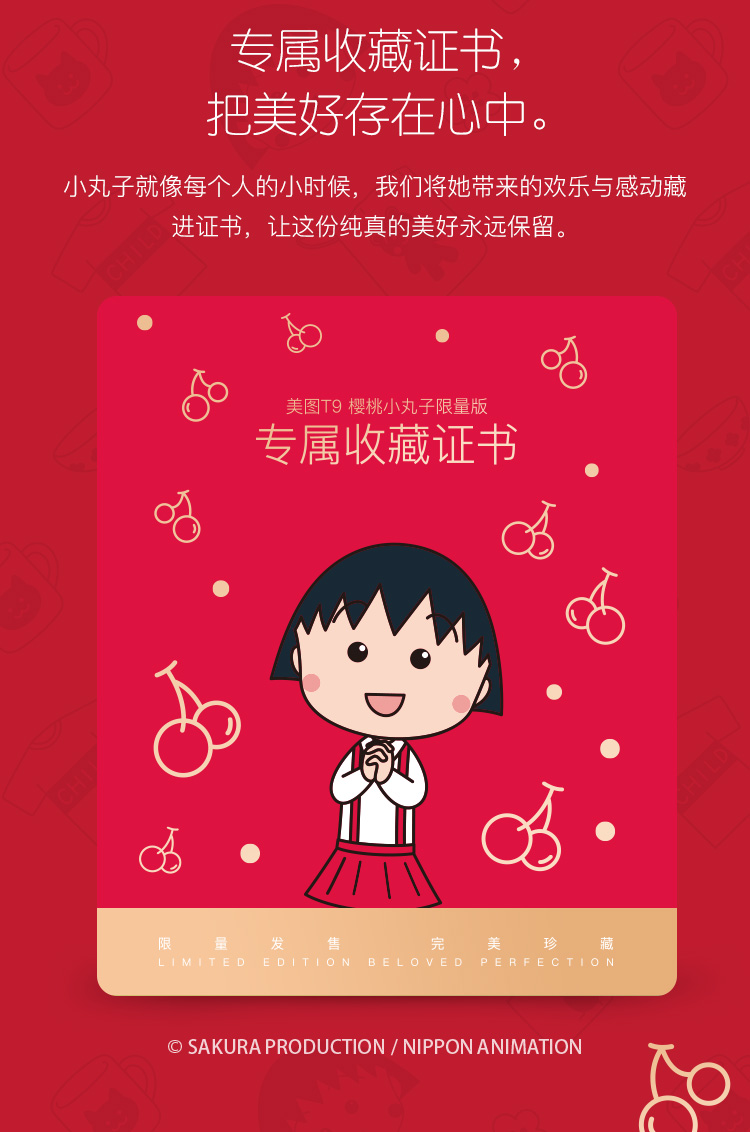 专属收藏证书，
把美好存在心中。
小丸子就像每个人的小时候，我们将她带来的欢乐与感动藏
进证书，让这份纯真的美好永远保留。
美图T9 樱桃小丸子限量版
专属收藏证书
限量发售 完美珍藏
LIMITED EDITION BELOVED PERFECTION
© SAKURA PRODUCTION / NIPPON ANIMATION
CHILD
CHILD